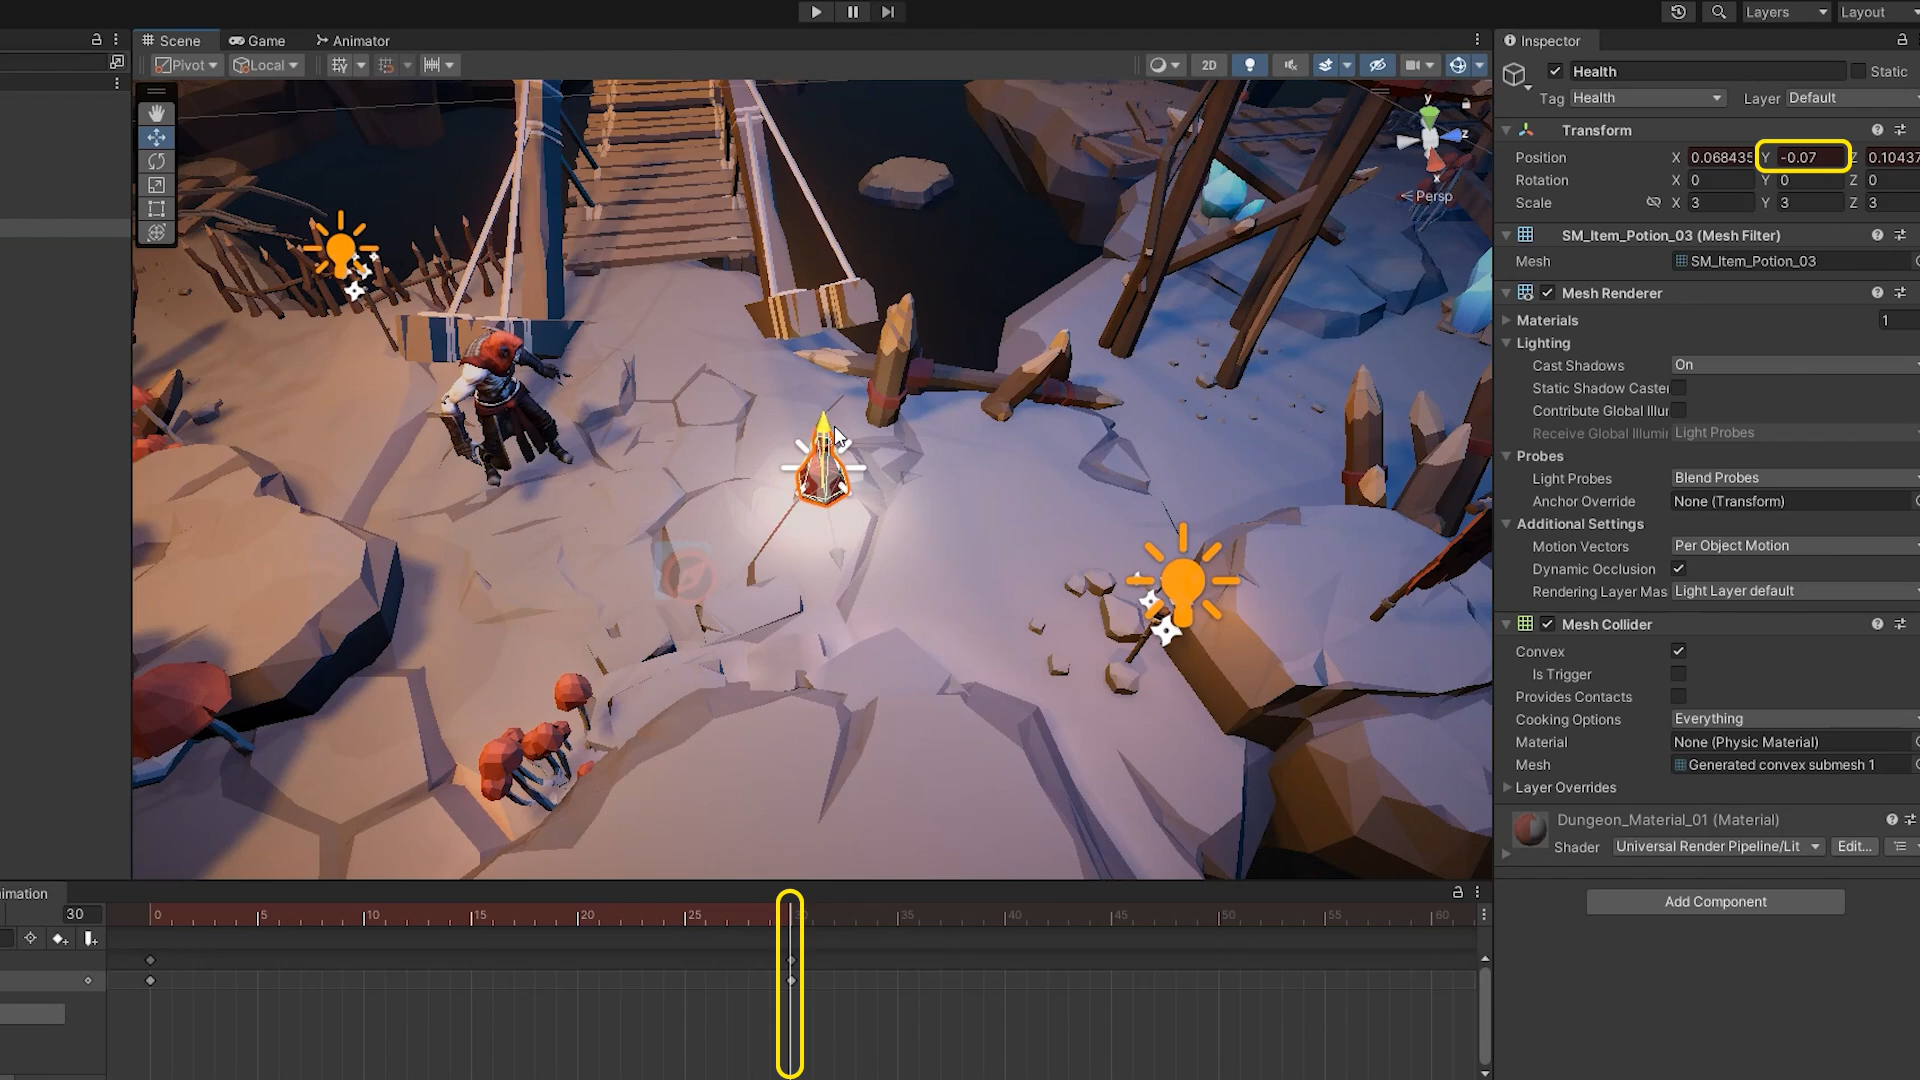 Layers
Layout
Scene
Game
Animator
Inspector
Pivot
Local
2D
Health
Static
Tag
Health
Layer
Default
Transform
Position
X
0.068435
Y
-0.07
Z
0.10437
Rotation
X
0
Y
0
Z
0
Scale
X
3
Y
3
Z
3
y
z
x
Persp
SM_Item_Potion_03 (Mesh Filter)
Mesh
SM_Item_Potion_03
Mesh Renderer
Materials
1
Lighting
Cast Shadows
On
Static Shadow Caster
Contribute Global Illur
Receive Global Illumir
Light Probes
Probes
Light Probes
Blend Probes
Anchor Override
None (Transform)
Additional Settings
Motion Vectors
Per Object Motion
Dynamic Occlusion
Rendering Layer Mas
Light Layer default
Mesh Collider
Convex
Is Trigger
Provides Contacts
Cooking Options
Everything
Material
None (Physic Material)
Mesh
Generated convex submesh 1
Layer Overrides
Dungeon_Material_01 (Material)
Shader
Universal Render Pipeline/Lit
Edit...
Add Component
imation
30
0
5
10
15
20
25
30
35
40
45
50
55
60